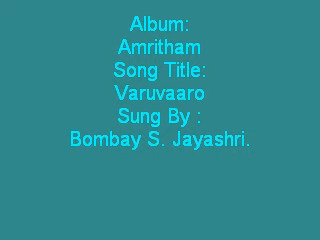 Album:
Amritham
Song Title:
Varuvaaro
Sung By :
Bombay S. Jayashri.